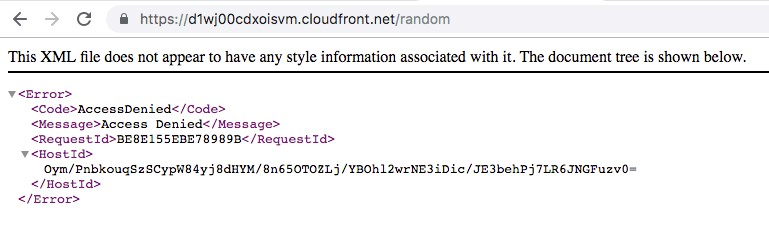 https://d1wj00cdxoisvm.cloudfront.net/random
This XML file does not appear to have any style information associated with it. The document tree is shown below.
▼<Error>
<Code>AccessDenied</Code>
<Message>Access Denied</Message>
<RequestId>BE8E155EBE78989B</RequestId>
▼<HostId>
Oym/PnbkouqSzSCypW84yj8dHYM/8n65OTOZLj/YBOhl2wrNE3iDic/JE3behPj7LR6JNGFuzv0=
</HostId>
</Error>